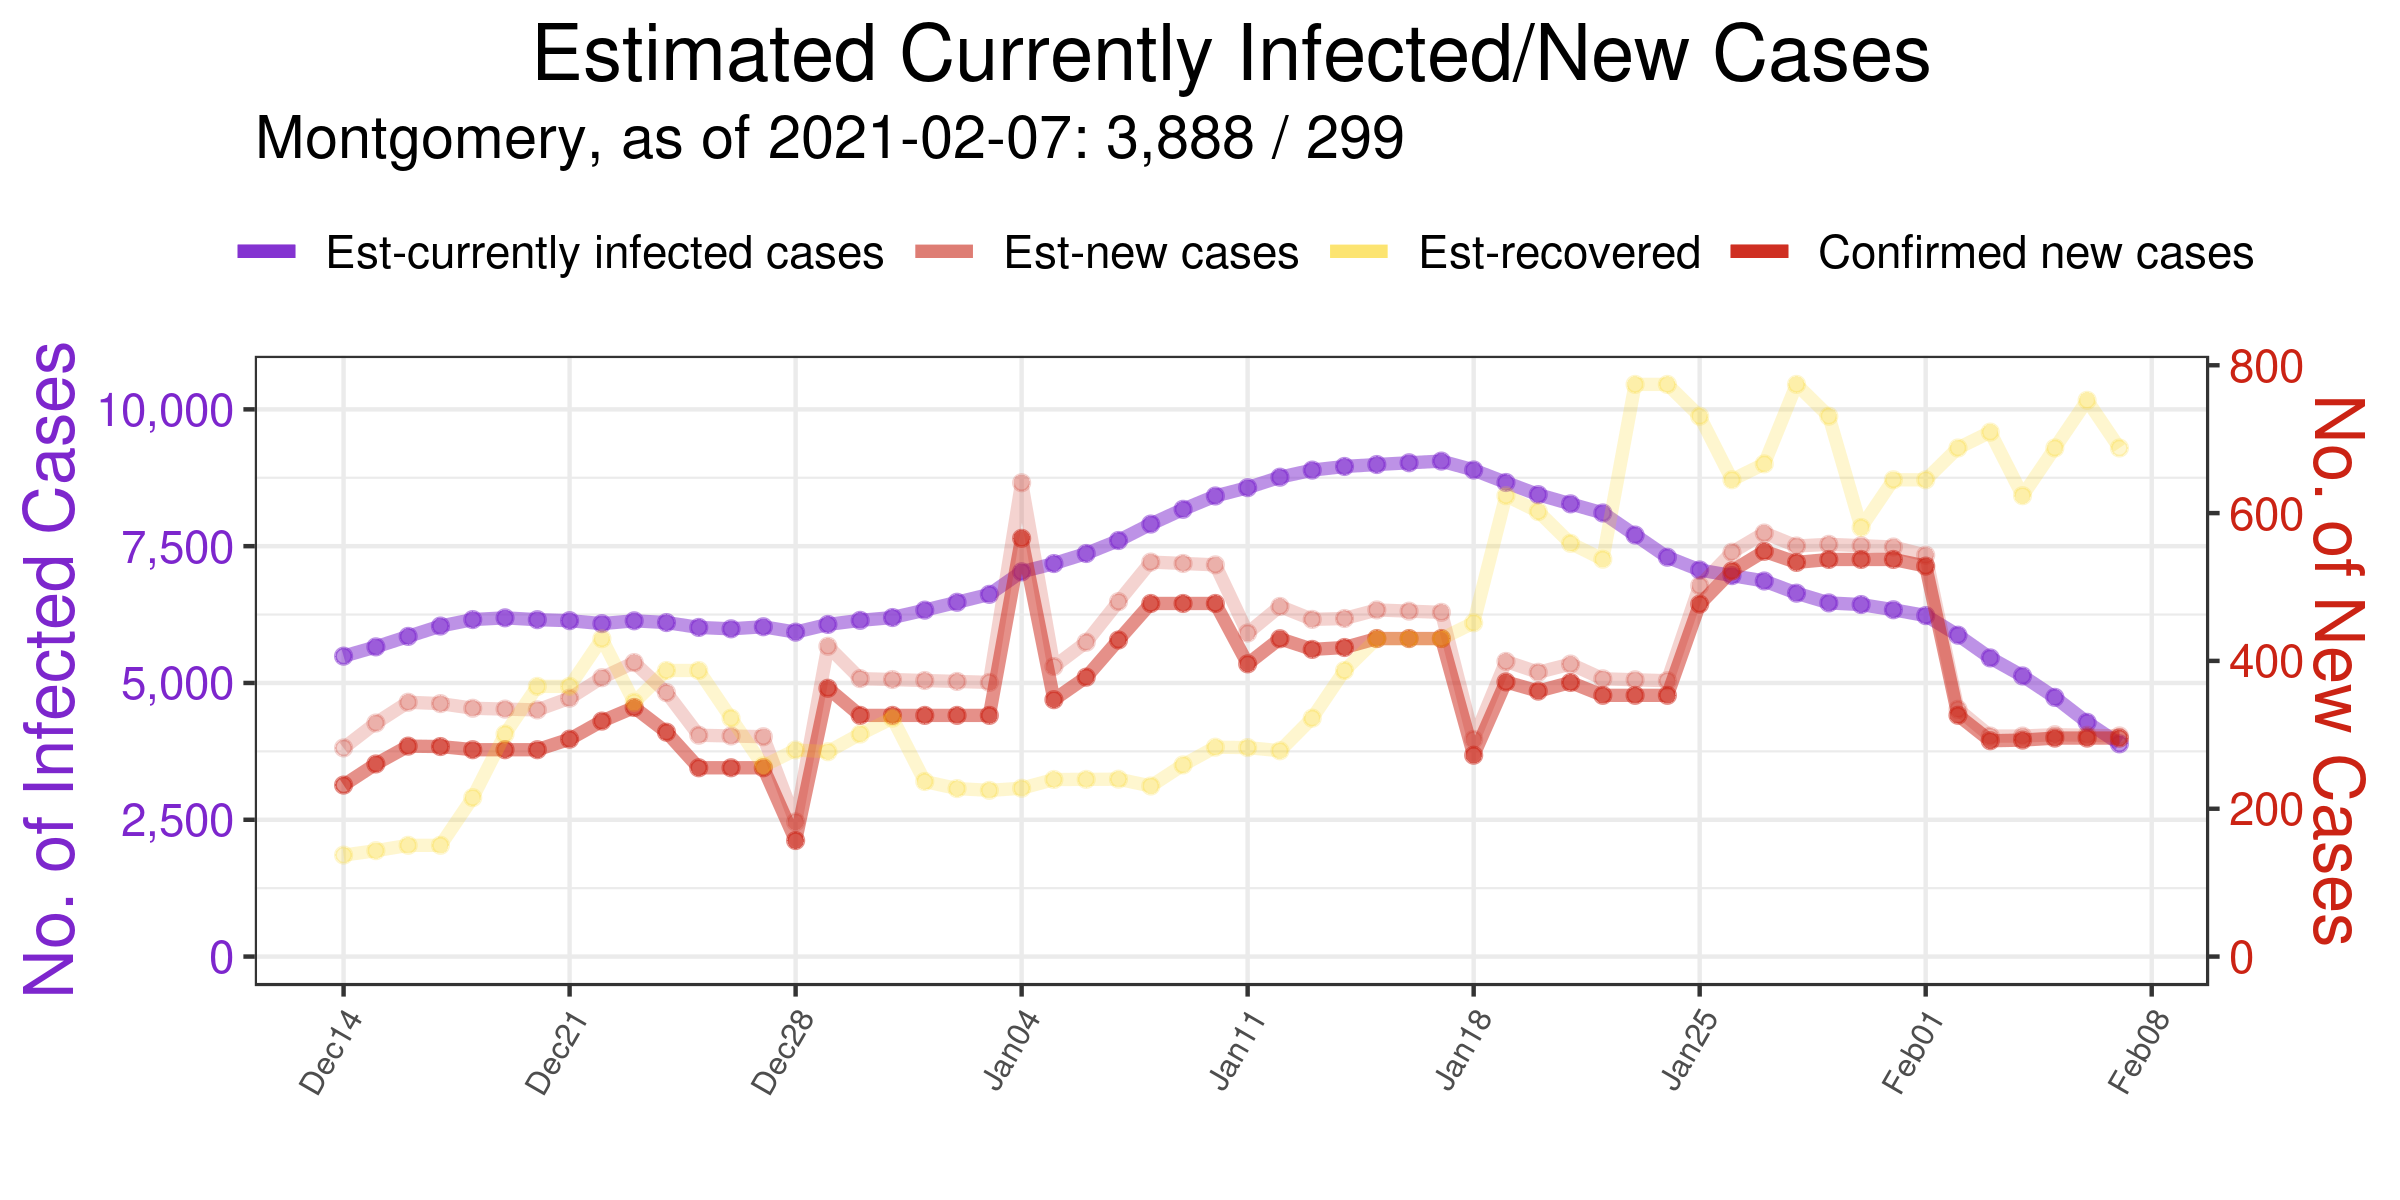 Estimated Currently Infected/New Cases
Montgomery, as of 2021-02-07: 3,888 / 299
Est-currently infected cases Est-new cases Est-recovered Confirmed new cases
No. of Infected Cases
10,000
7,500
5,000
2,500
0
800
600
400
200
0
No. of New Cases
Dec14 Dec21 Dec28 Jan04 Jan11 Jan18 Jan25 Feb01 Feb08